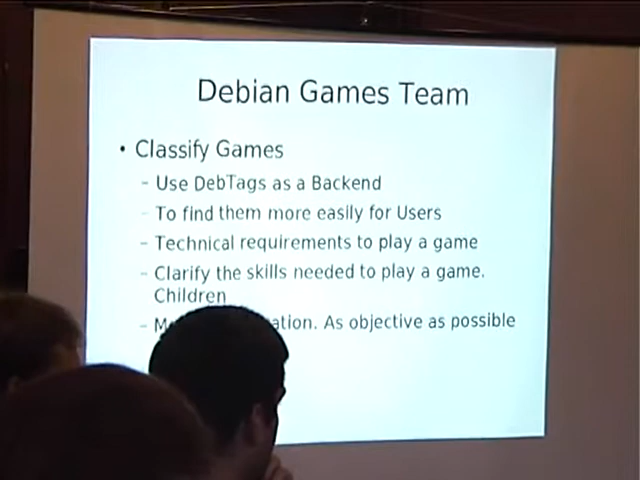 Debian Games Team
• Classify Games
- Use DebTags as a Backend
- To find them more easily for Users
- Technical requirements to play a game
- Clarify the skills needed to play a game.
Children
- As objective as possible